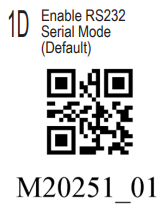 1D Enable RS232
Serial Mode
(Default)
M20251_01